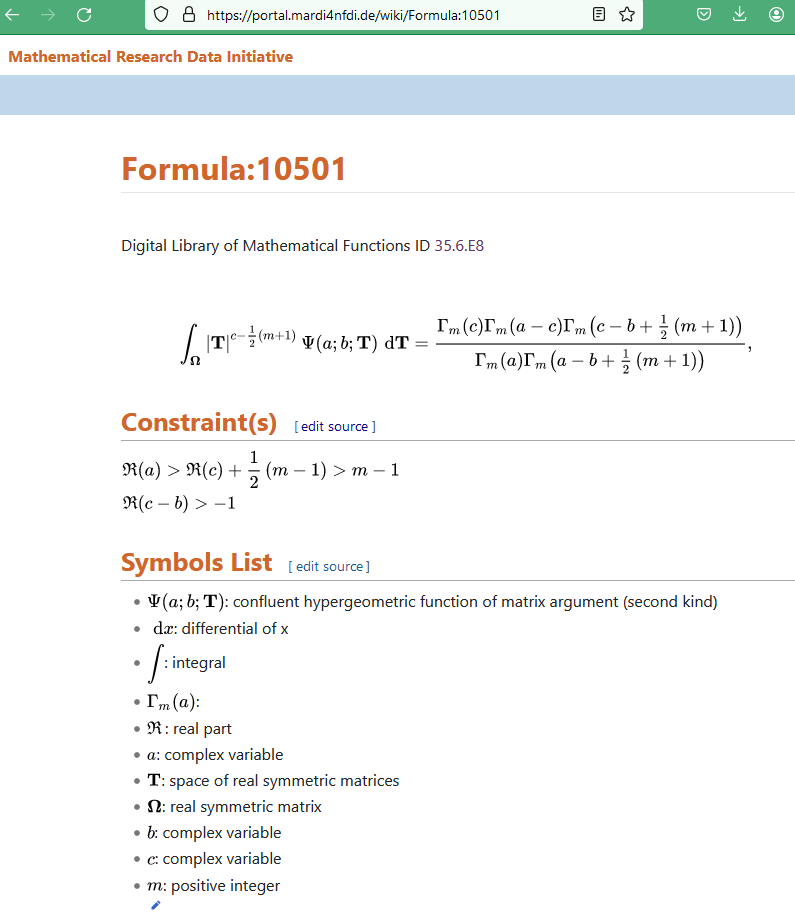 https://portal.mardi4nfdi.de/wiki/Formula:10501
Mathematical Research Data Initiative
Formula:10501
Digital Library of Mathematical Functions ID 35.6.E8
∫_Ω |T|^{c−½(m+1)} Ψ(a; b; T) dT = Γ_m(c)Γ_m(a − c)Γ_m(c − b + ½(m + 1)) / Γ_m(a)Γ_m(a − b + ½(m + 1)),
Constraint(s) [ edit source ]
ℜ(a) > ℜ(c) + ½(m − 1) > m − 1
ℜ(c − b) > −1
Symbols List [ edit source ]
• Ψ(a; b; T): confluent hypergeometric function of matrix argument (second kind)
• dx: differential of x
• ∫: integral
• Γ_m(a):
• ℜ: real part
• a: complex variable
• T: space of real symmetric matrices
• Ω: real symmetric matrix
• b: complex variable
• c: complex variable
• m: positive integer